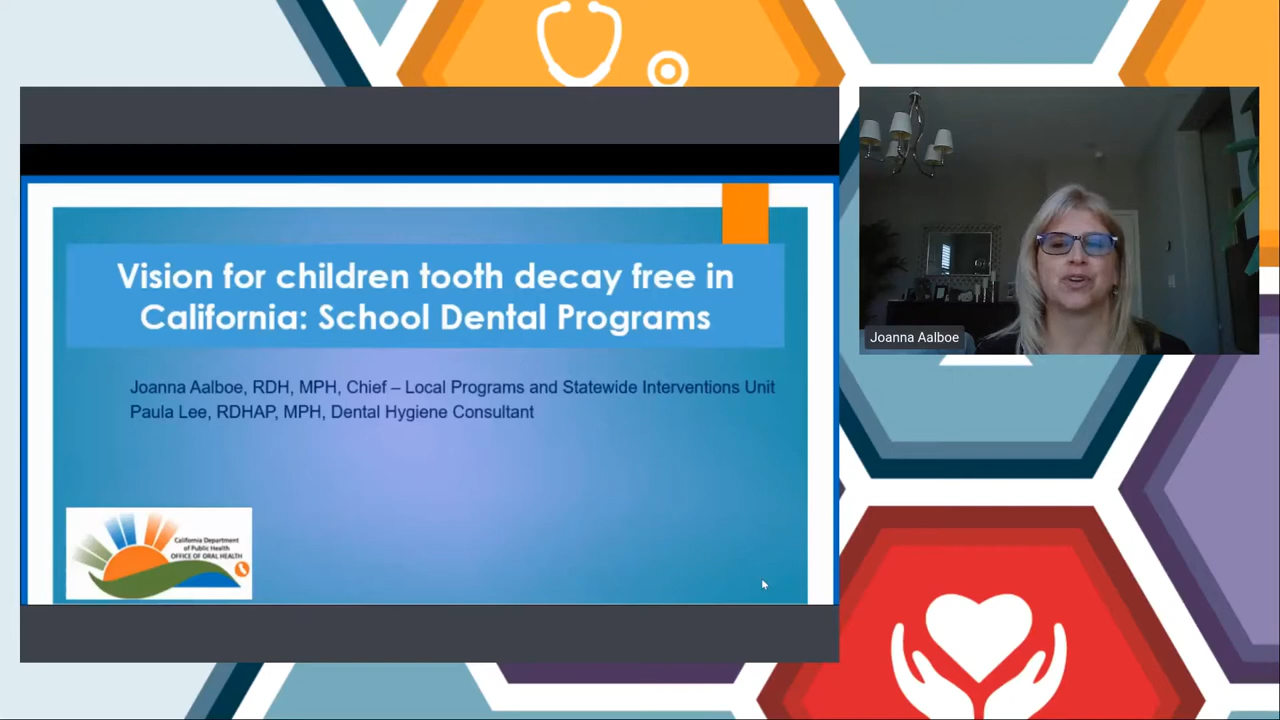 Vision for children tooth decay free in
California: School Dental Programs
Joanna Aalboe, RDH, MPH, Chief – Local Programs and Statewide Interventions Unit
Paula Lee, RDHAP, MPH, Dental Hygiene Consultant
California Department
of Public Health
OFFICE OF ORAL HEALTH
Joanna Aalboe